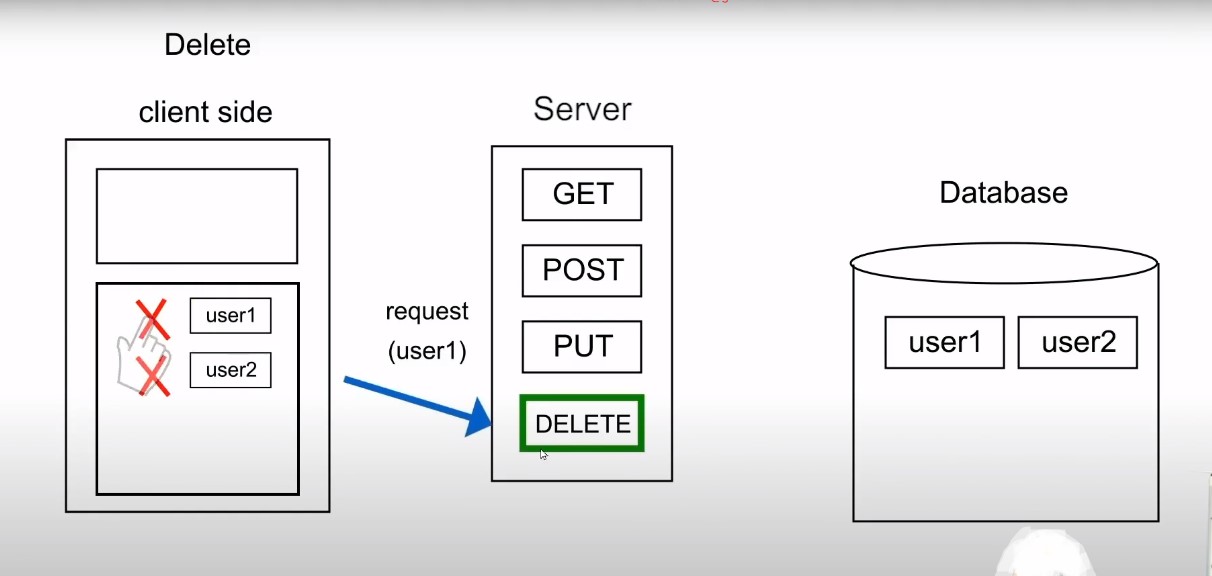 Delete
client side
user1
user2
request
(user1)
Server
GET
POST
PUT
DELETE
Database
user1
user2